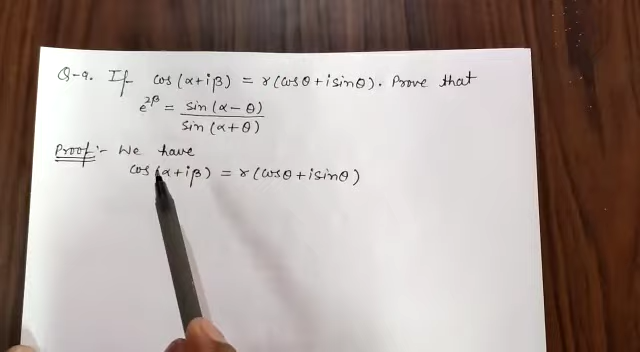 Q-9. If cos(α+iβ) = r(cosθ+isinθ). Prove that
e^2β = sin(α-θ) / sin(α+θ)
Proof:- We have
cos(α+iβ) = r(cosθ+isinθ)